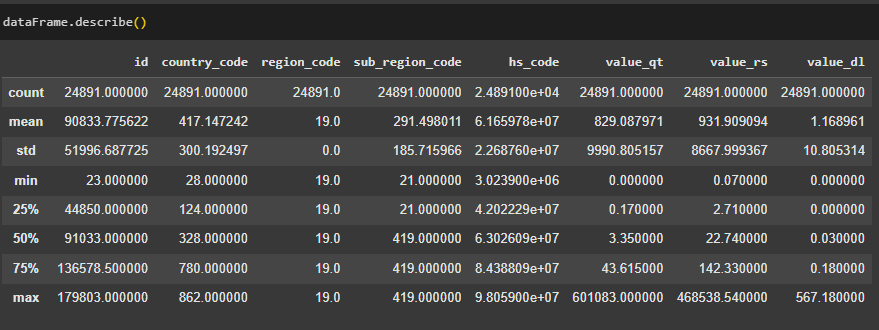 dataFrame.describe()
id country_code region_code sub_region_code hs_code value_qt value_rs value_dl
count 24891.000000 24891.000000 24891.0 24891.000000 2.489100e+04 24891.000000 24891.000000 24891.000000
mean 90833.775622 417.147242 19.0 291.498011 6.165978e+07 829.087971 931.909094 1.168961
std 51996.687725 300.192497 0.0 185.715966 2.268760e+07 9990.805157 8667.999367 10.805314
min 23.000000 28.000000 19.0 21.000000 3.023900e+06 0.000000 0.070000 0.000000
25% 44850.000000 124.000000 19.0 21.000000 4.202229e+07 0.170000 2.710000 0.000000
50% 91033.000000 328.000000 19.0 419.000000 6.302609e+07 3.350000 22.740000 0.030000
75% 136578.500000 780.000000 19.0 419.000000 8.438809e+07 43.615000 142.330000 0.180000
max 179803.000000 862.000000 19.0 419.000000 9.805900e+07 601083.000000 468538.540000 567.180000